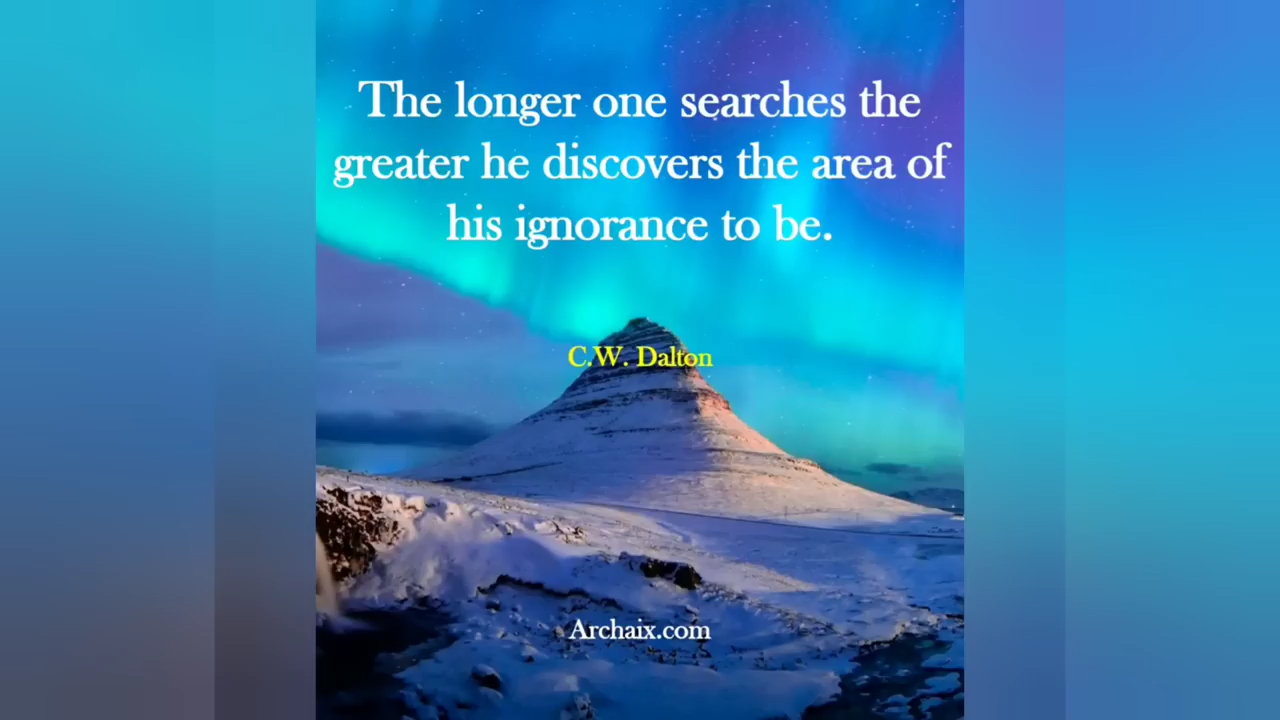 The longer one searches the
greater he discovers the area of
his ignorance to be.
C.W. Dalton
Archaix.com